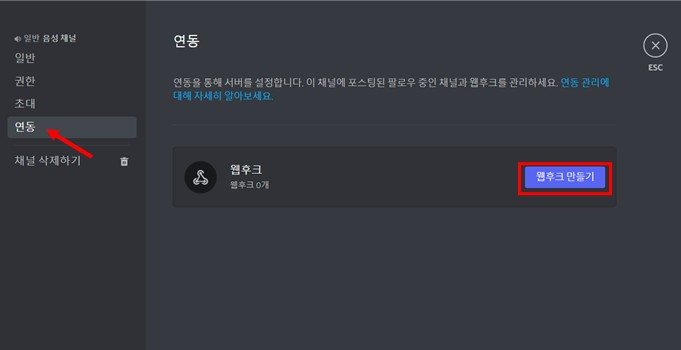 일반 음성 채널
일반
권한
초대
연동
채널 삭제하기
연동
연동을 통해 서버를 설정합니다. 이 채널에 포스팅된 팔로우 중인 채널과 웹후크를 관리하세요. 연동 관리에
대해 자세히 알아보세요.
웹후크
웹후크 0개
웹후크 만들기
ESC